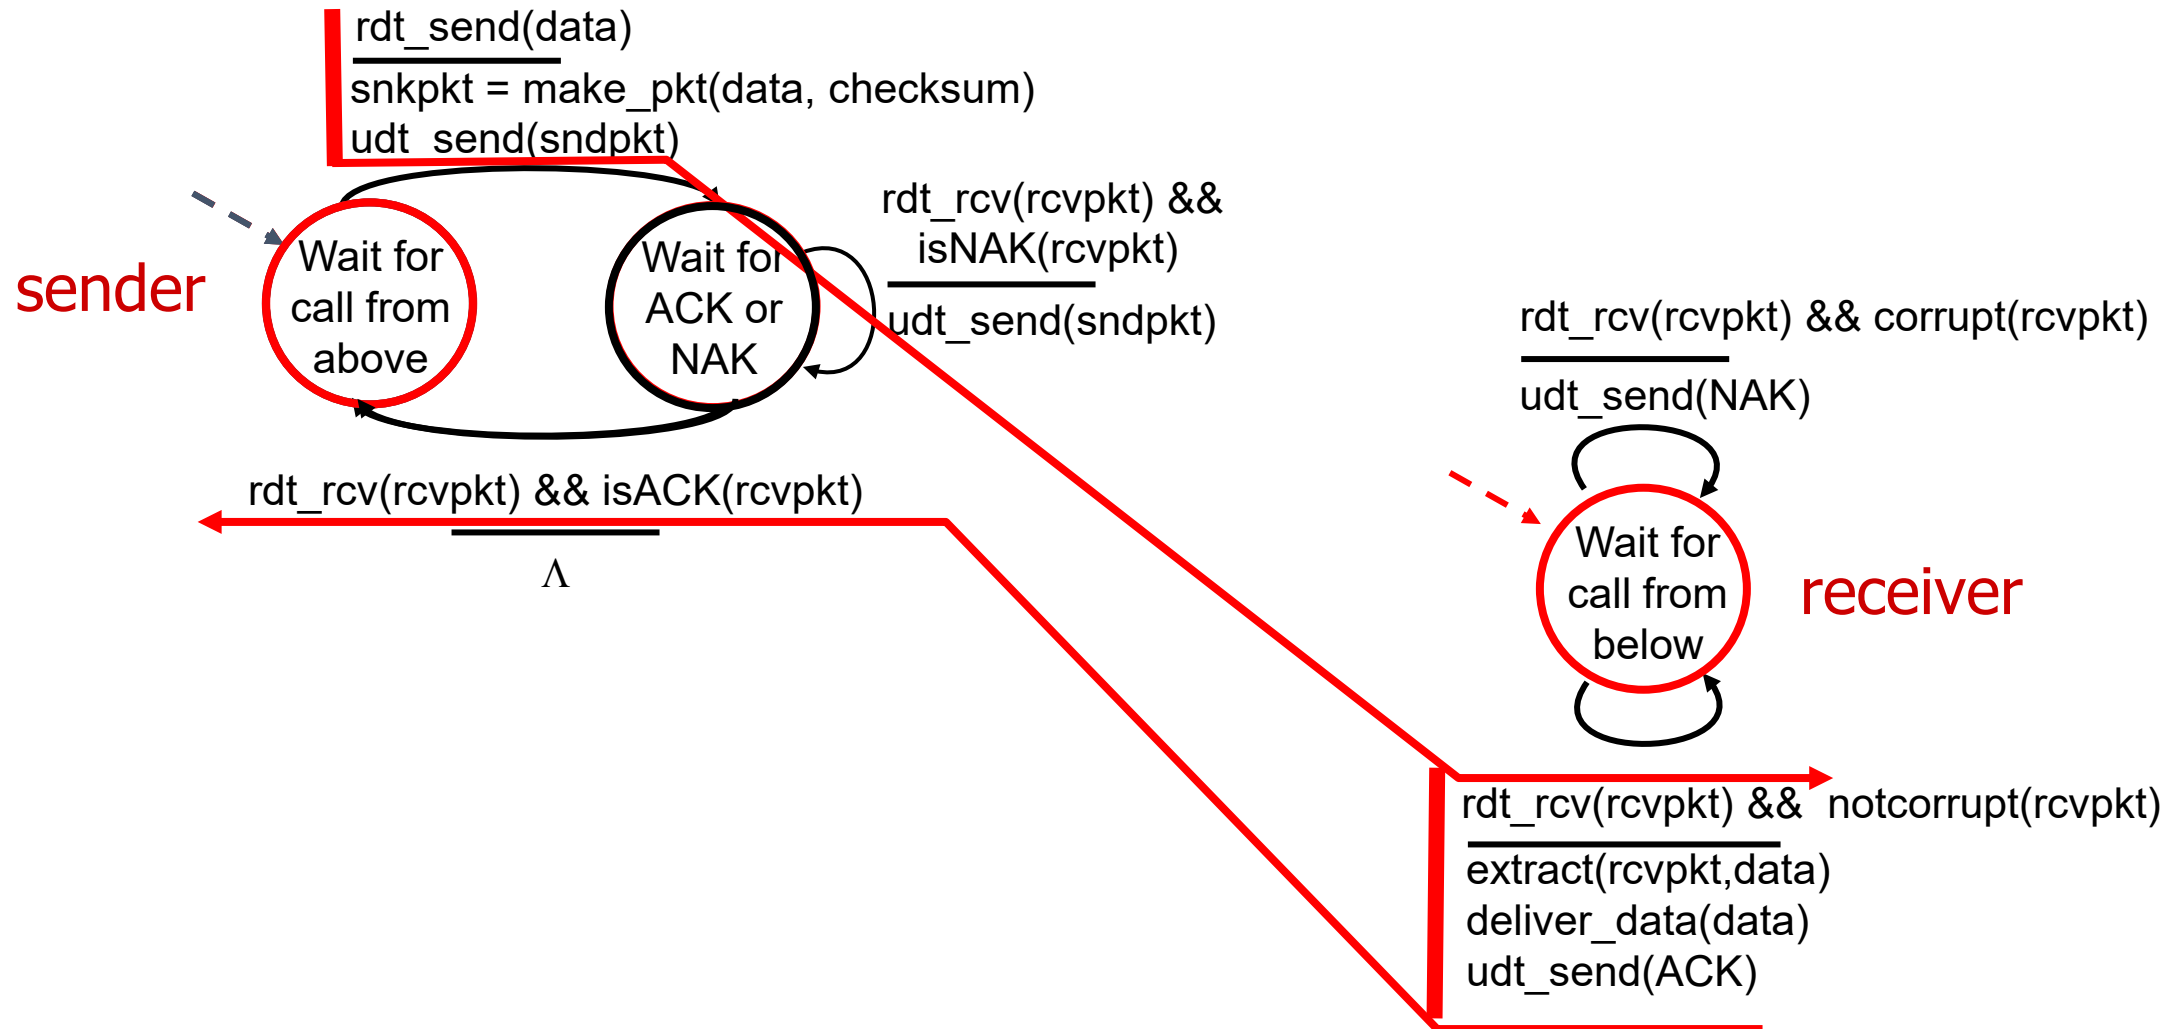 rdt_send(data)
snkpkt = make_pkt(data, checksum)
udt_send(sndpkt)
sender
Wait for
call from
above
Wait for
ACK or
NAK
rdt_rcv(rcvpkt) &&
isNAK(rcvpkt)
udt_send(sndpkt)
rdt_rcv(rcvpkt) && isACK(rcvpkt)
Λ
rdt_rcv(rcvpkt) && corrupt(rcvpkt)
udt_send(NAK)
Wait for
call from
below
receiver
rdt_rcv(rcvpkt) && notcorrupt(rcvpkt)
extract(rcvpkt,data)
deliver_data(data)
udt_send(ACK)